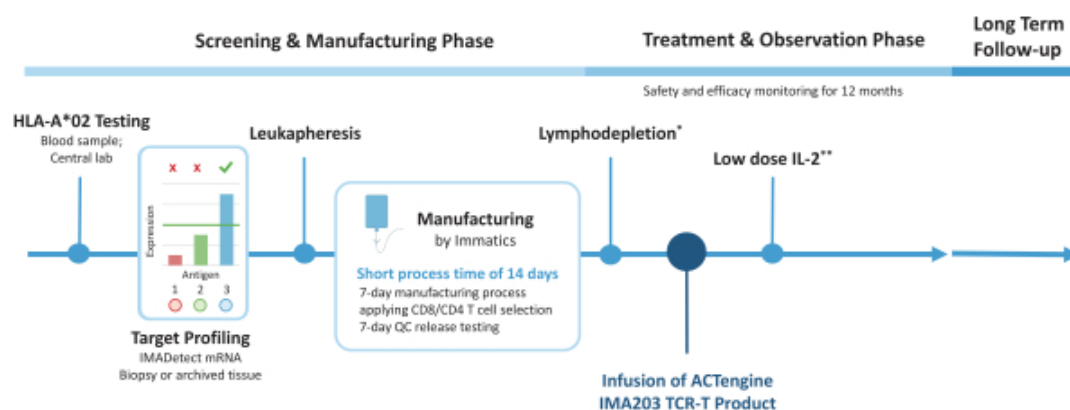 Screening & Manufacturing Phase
Treatment & Observation Phase
Long Term
Follow-up
Safety and efficacy monitoring for 12 months
HLA-A*02 Testing
Blood sample;
Central lab
Leukapheresis
Lymphodepletion*
Low dose IL-2**
x x ✓
Expression
Antigen
1 2 3
Manufacturing
by Immatics
Short process time of 14 days
7-day manufacturing process
applying CD8/CD4 T cell selection
7-day QC release testing
Target Profiling
IMADetect mRNA
Biopsy or archived tissue
Infusion of ACTengine
IMA203 TCR-T Product